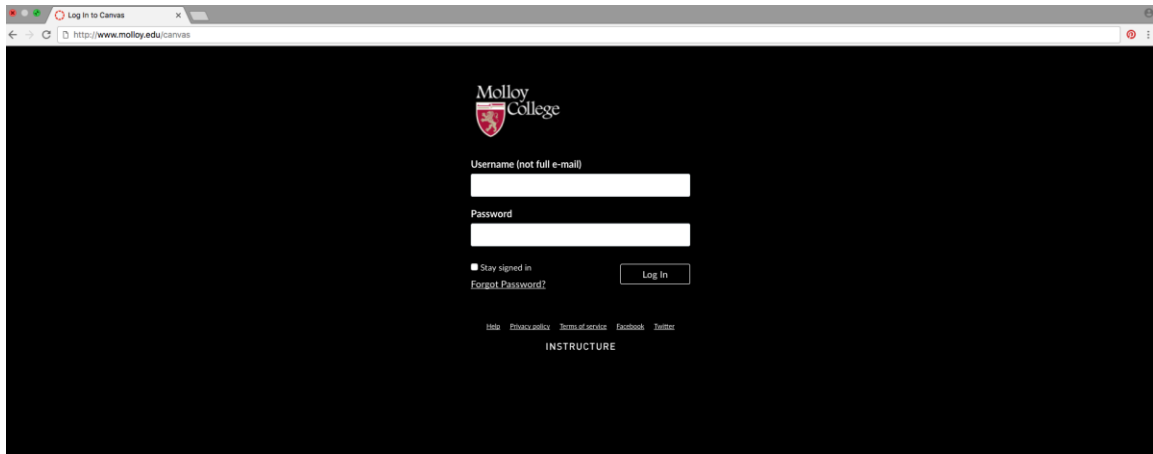 Log In to Canvas
http://www.molloy.edu/canvas
Molloy
College
Username (not full e-mail)
Password
Stay signed in
Log In
Forgot Password?
Help Privacy policy Terms of service Facebook Twitter
INSTRUCTURE